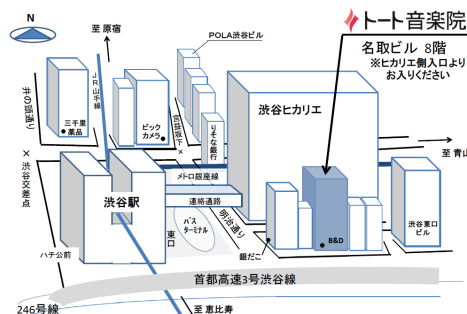 N
至 原宿
POLA渋谷ビル
トート音楽院
名取ビル 8階
※ヒカリエ側入口より
お入りください
井の頭通り
JR山手線
三千里
薬品
ビック
カメラ
宮益坂下
りそな銀行
渋谷ヒカリエ
至 青山
×
渋谷交差点
×
メトロ銀座線
連絡通路
渋谷駅
バス
ターミナル
東口
明治通り
銀だこ
B&D
渋谷東口
ビル
ハチ公前
首都高速3号渋谷線
246号線
至 恵比寿